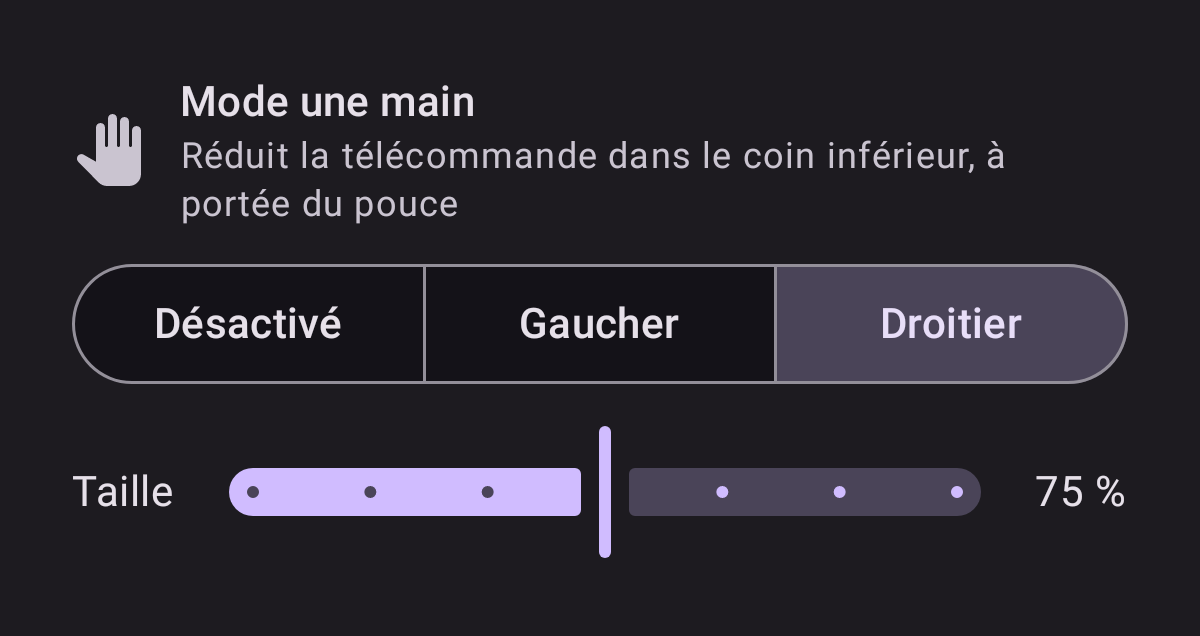 Mode une main
Réduit la télécommande dans le coin inférieur, à
portée du pouce
Désactivé
Gaucher
Droitier
Taille
75 %